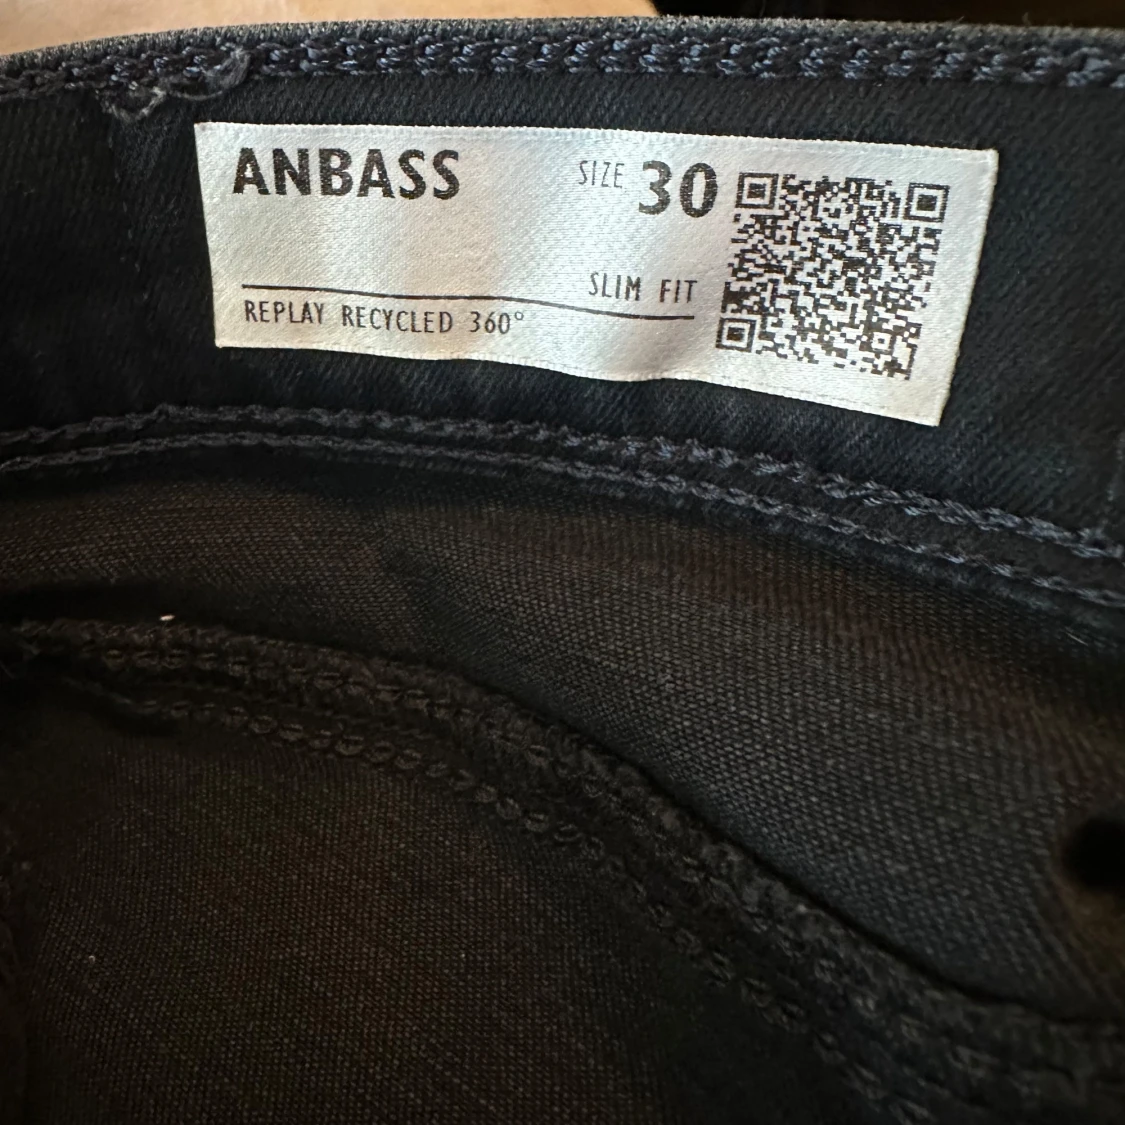 ANBASS
SIZE 30
SLIM FIT
REPLAY RECYCLED 360°